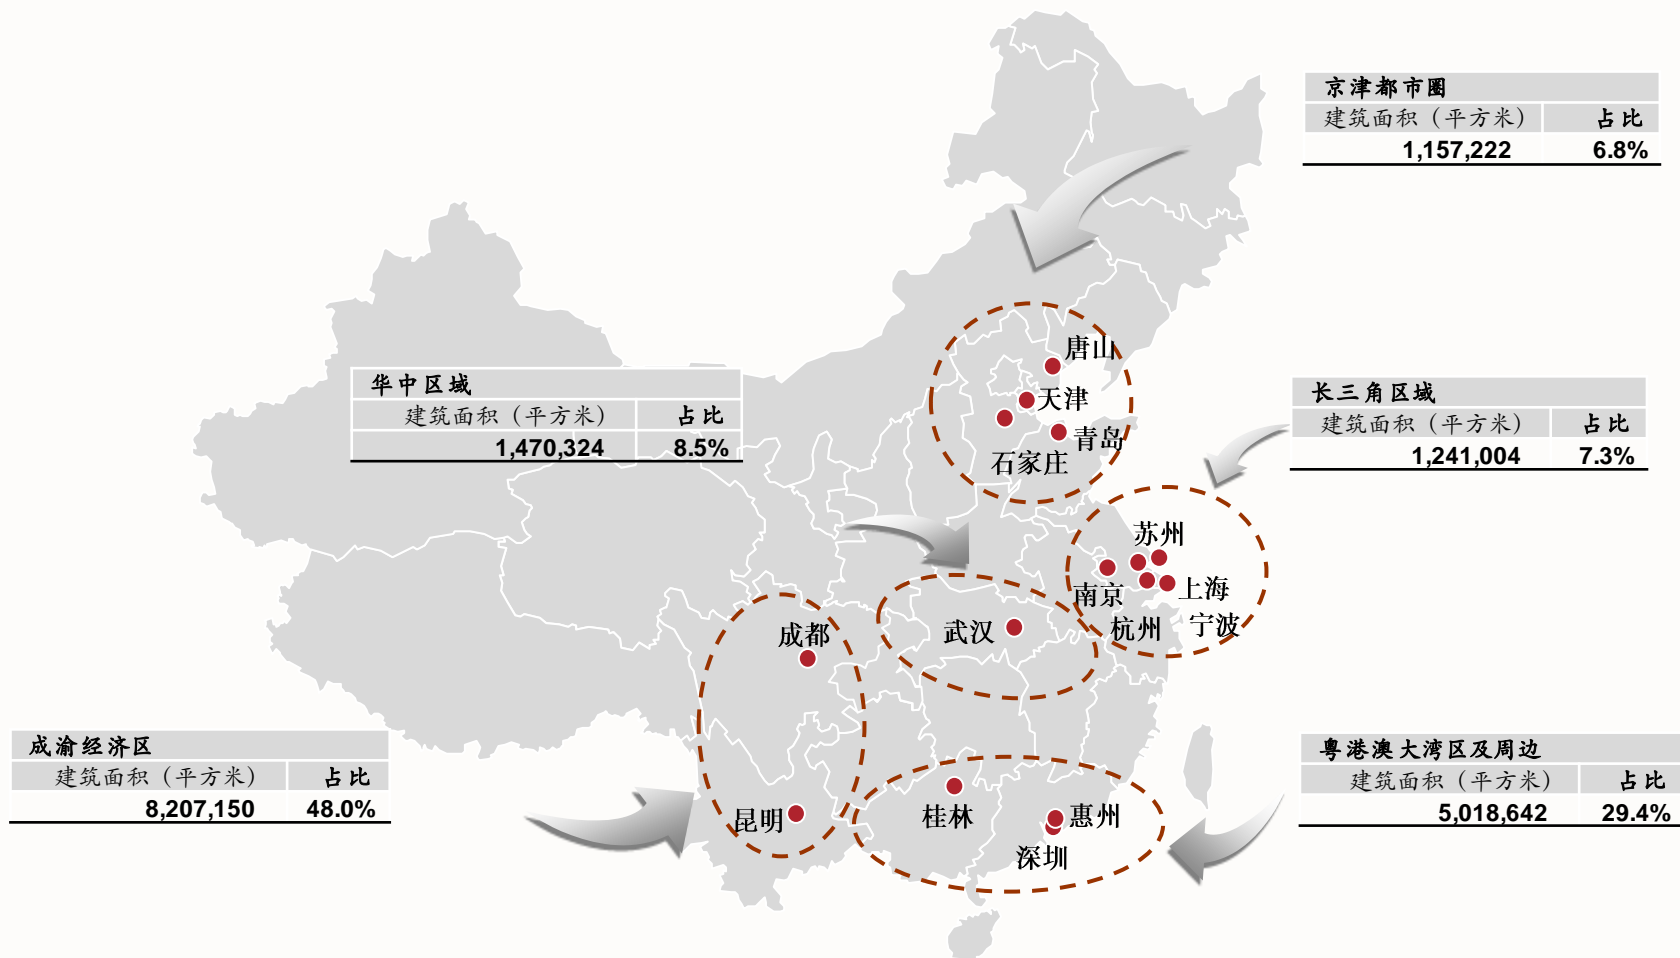 京津都市圈
建筑面积（平方米） 占比
1,157,222 6.8%
唐山
天津
青岛
石家庄
华中区域
建筑面积（平方米） 占比
1,470,324 8.5%
长三角区域
建筑面积（平方米） 占比
1,241,004 7.3%
苏州
南京
上海
杭州
宁波
武汉
成都
昆明
成渝经济区
建筑面积（平方米） 占比
8,207,150 48.0%
粤港澳大湾区及周边
建筑面积（平方米） 占比
5,018,642 29.4%
桂林
惠州
深圳